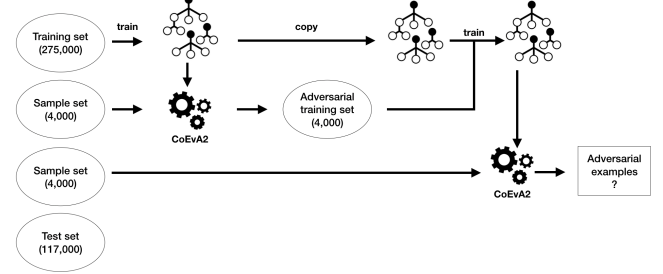 Training set
(275,000)
train
copy
train
Sample set
(4,000)
CoEvA2
Adversarial
training set
(4,000)
Sample set
(4,000)
CoEvA2
Adversarial
examples
?
Test set
(117,000)